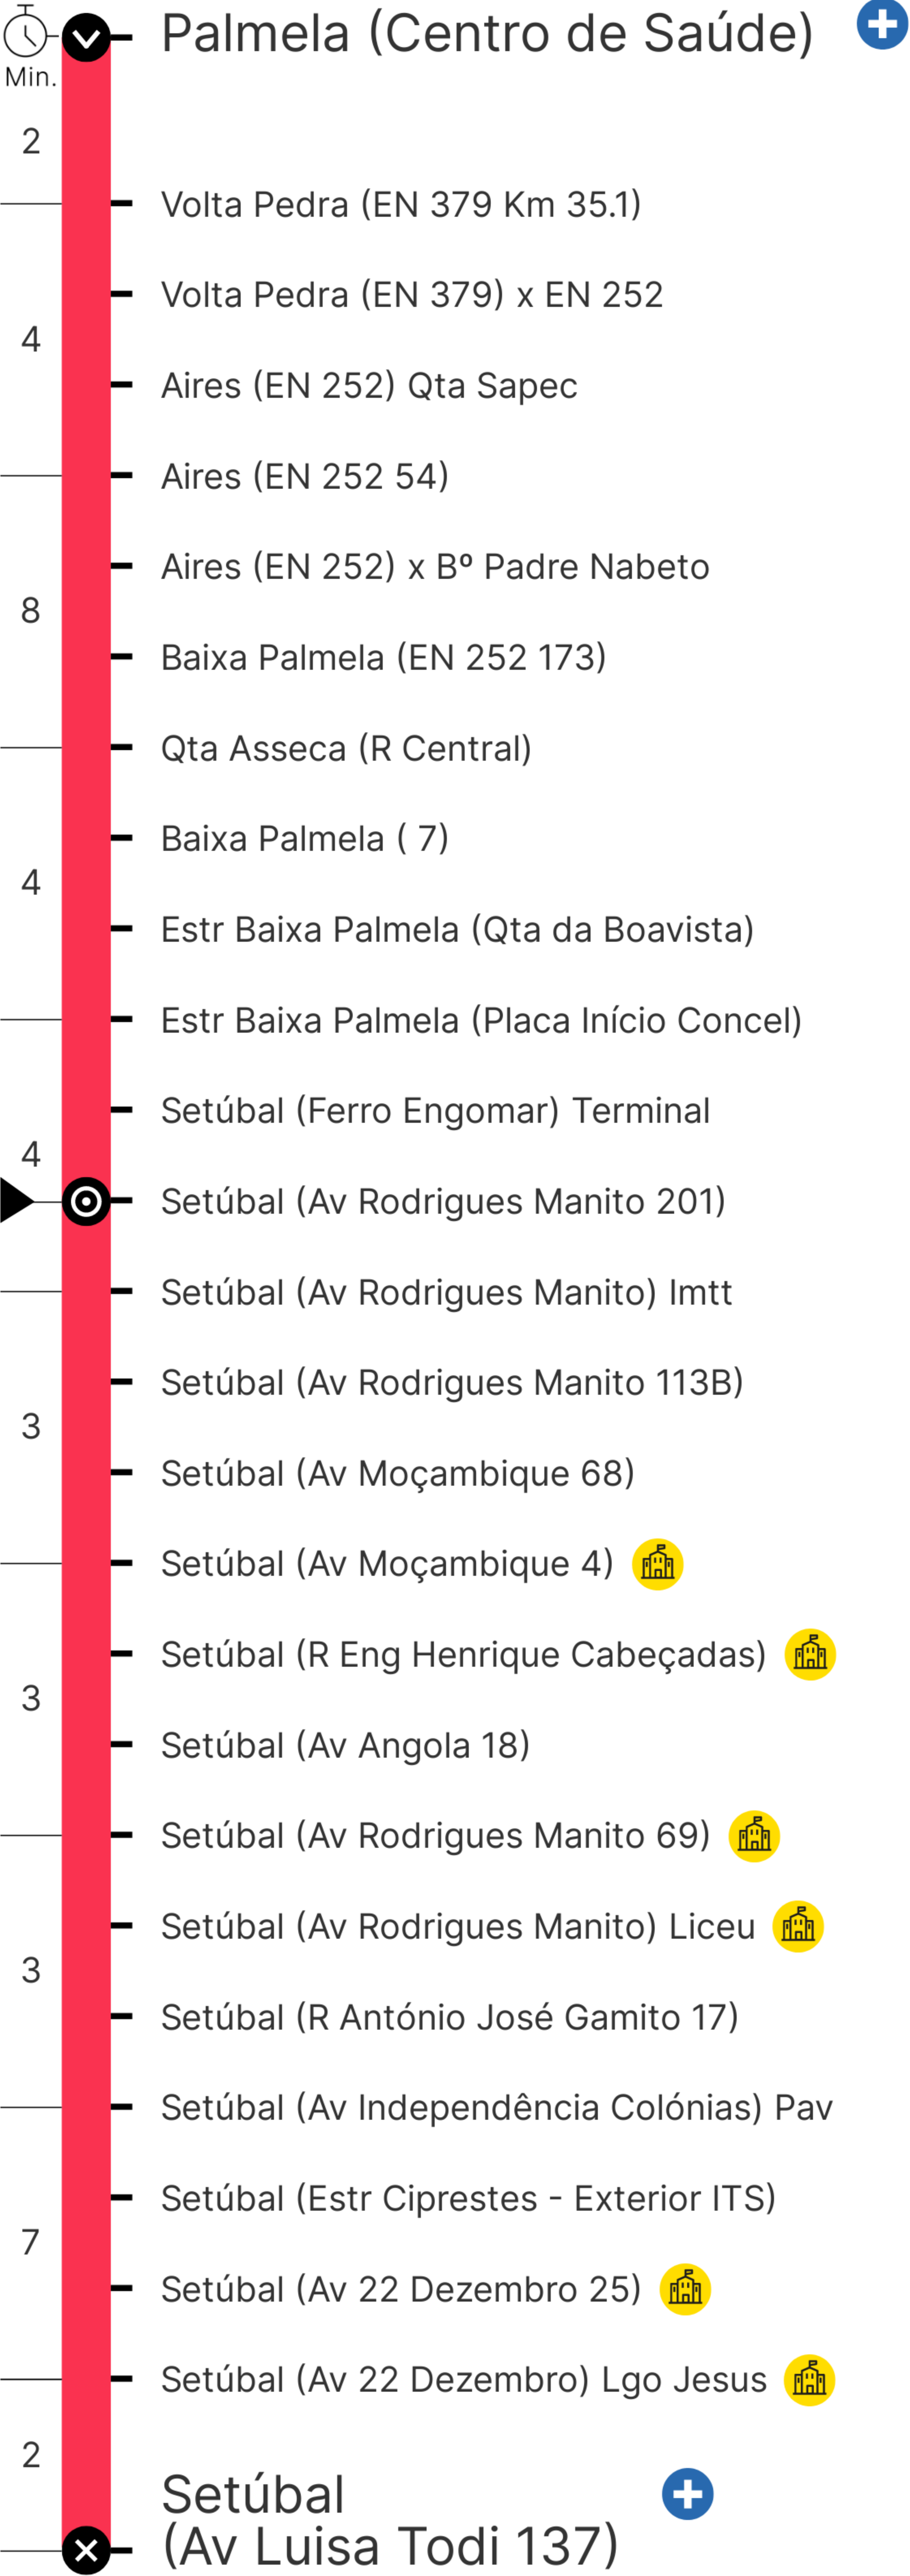 Palmela (Centro de Saúde)
Min.
2
Volta Pedra (EN 379 Km 35.1)
Volta Pedra (EN 379) x EN 252
4
Aires (EN 252) Qta Sapec
Aires (EN 252 54)
Aires (EN 252) x Bº Padre Nabeto
8
Baixa Palmela (EN 252 173)
Qta Asseca (R Central)
Baixa Palmela ( 7)
4
Estr Baixa Palmela (Qta da Boavista)
Estr Baixa Palmela (Placa Início Concel)
Setúbal (Ferro Engomar) Terminal
4
Setúbal (Av Rodrigues Manito 201)
Setúbal (Av Rodrigues Manito) Imtt
Setúbal (Av Rodrigues Manito 113B)
3
Setúbal (Av Moçambique 68)
Setúbal (Av Moçambique 4)
Setúbal (R Eng Henrique Cabeçadas)
3
Setúbal (Av Angola 18)
Setúbal (Av Rodrigues Manito 69)
Setúbal (Av Rodrigues Manito) Liceu
3
Setúbal (R António José Gamito 17)
Setúbal (Av Independência Colónias) Pav
Setúbal (Estr Ciprestes - Exterior ITS)
7
Setúbal (Av 22 Dezembro 25)
Setúbal (Av 22 Dezembro) Lgo Jesus
2
Setúbal
(Av Luisa Todi 137)